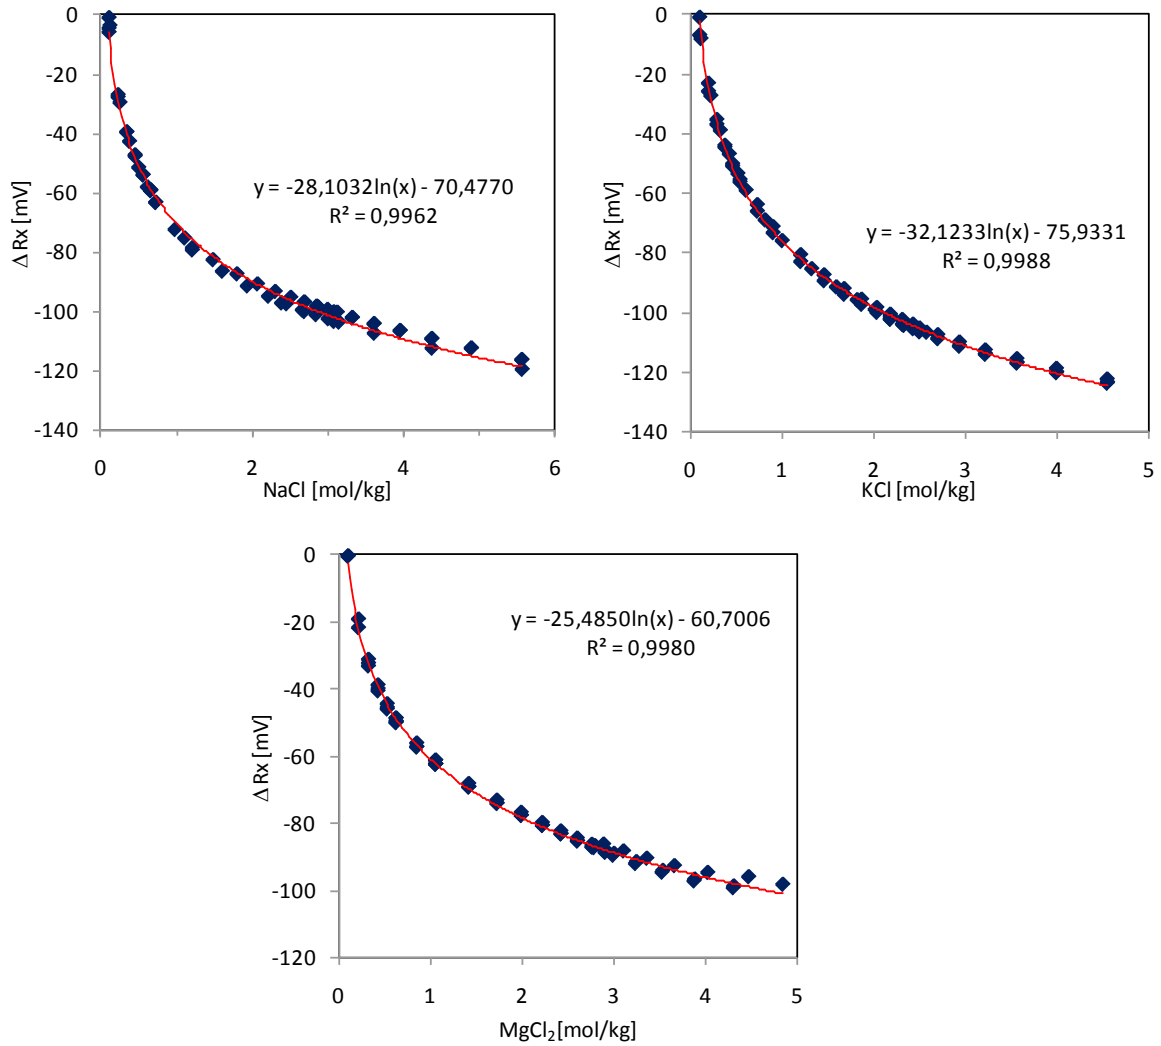 0
-20
-40
-60
-80
-100
-120
-140
Δ Rx [mV]
y = -28,1032ln(x) - 70,4770
R² = 0,9962
0 2 4 6
NaCl [mol/kg]
0
-20
-40
-60
-80
-100
-120
-140
Δ Rx [mV]
y = -32,1233ln(x) - 75,9331
R² = 0,9988
0 1 2 3 4 5
KCl [mol/kg]
0
-20
-40
-60
-80
-100
-120
Δ Rx [mV]
y = -25,4850ln(x) - 60,7006
R² = 0,9980
0 1 2 3 4 5
MgCl₂[mol/kg]